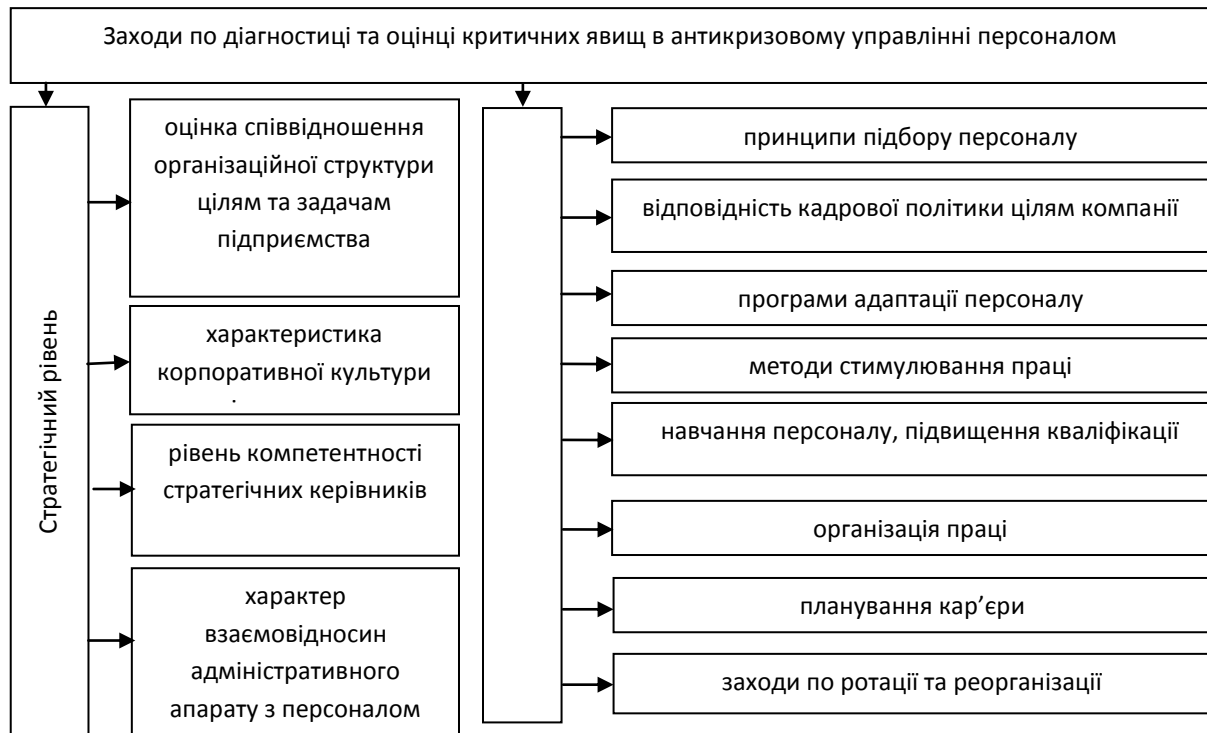 Заходи по діагностиці та оцінці критичних явищ в антикризовому управлінні персоналом
Стратегічний рівень
оцінка співвідношення
організаційної структури
цілям та задачам
підприємства
характеристика
корпоративної культури
рівень компетентності
стратегічних керівників
характер
взаємовідносин
адміністративного
апарату з персоналом
принципи підбору персоналу
відповідність кадрової політики цілям компанії
програми адаптації персоналу
методи стимулювання праці
навчання персоналу, підвищення кваліфікації
організація праці
планування кар’єри
заходи по ротації та реорганізації